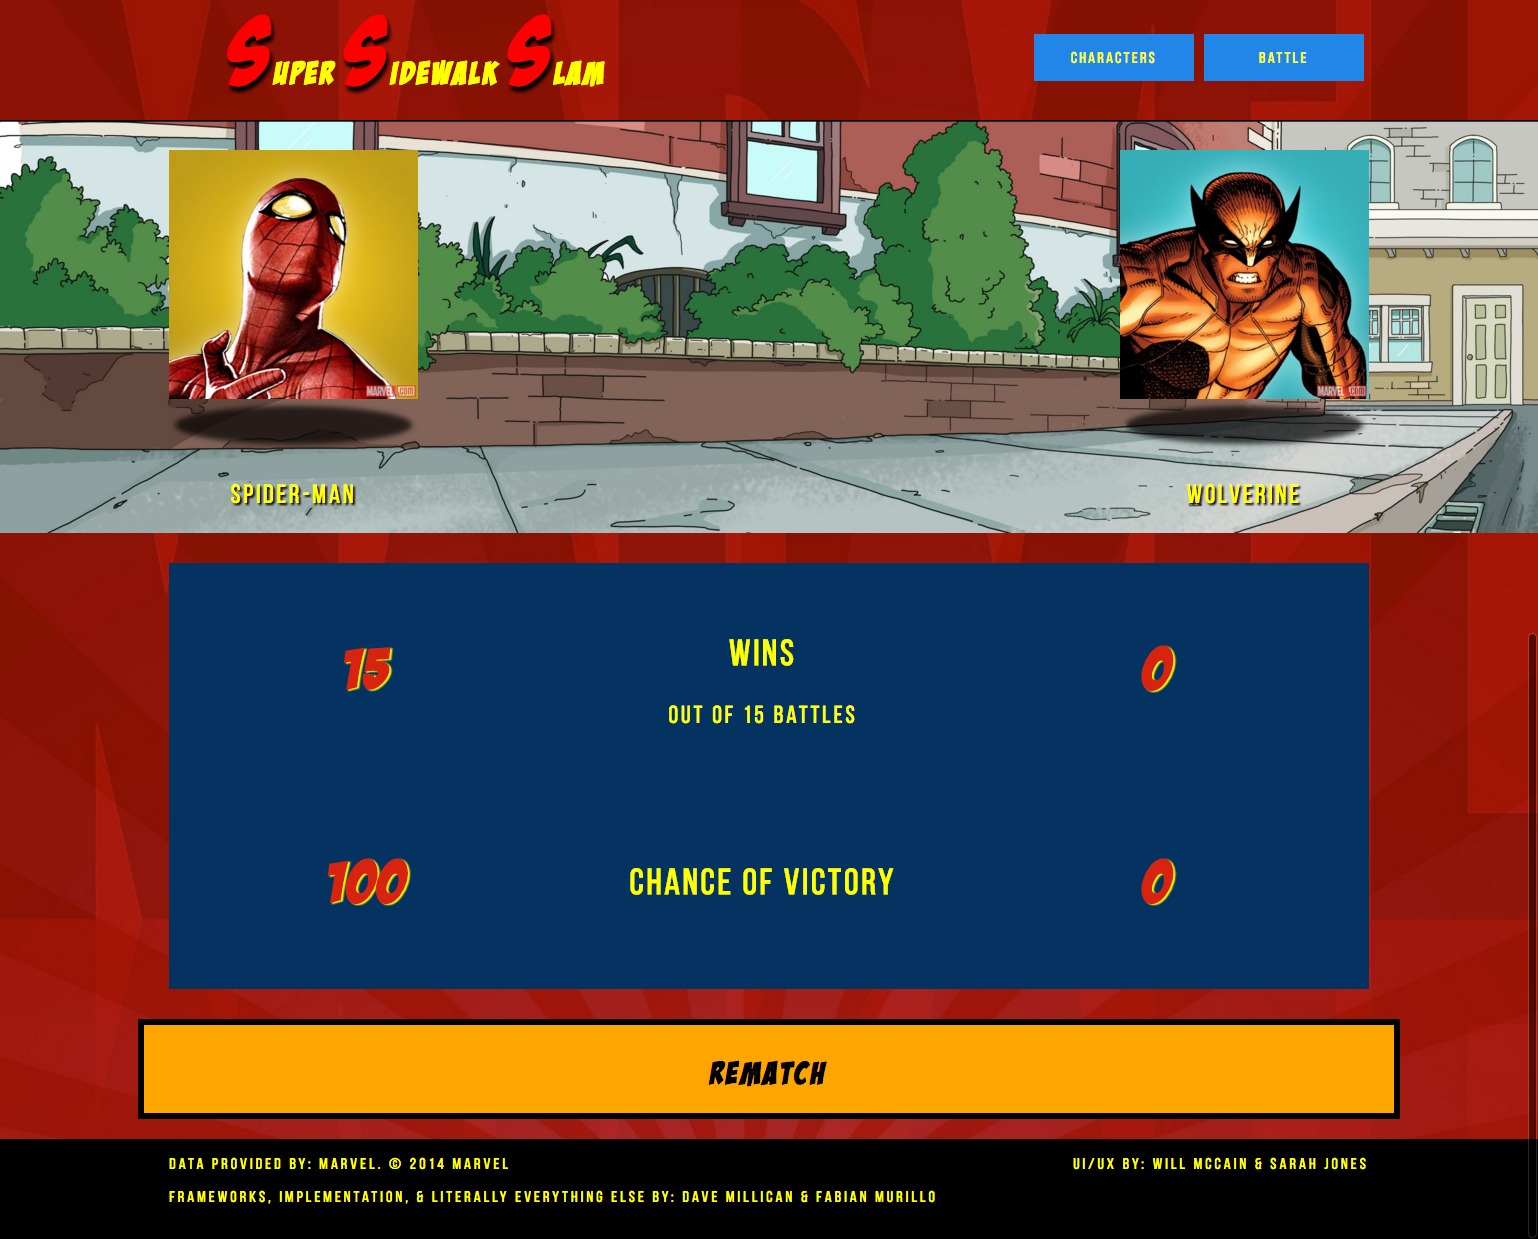 SUPER SIDEWALK SLAM
CHARACTERS
BATTLE
MARVEL.COM
MARVEL.COM
SPIDER-MAN
WOLVERINE
15
WINS
0
OUT OF 15 BATTLES
100
CHANCE OF VICTORY
0
REMATCH
DATA PROVIDED BY: MARVEL. © 2014 MARVEL
UI/UX BY: WILL MCCAIN & SARAH JONES
FRAMEWORKS, IMPLEMENTATION, & LITERALLY EVERYTHING ELSE BY: DAVE MILLICAN & FABIAN MURILLO